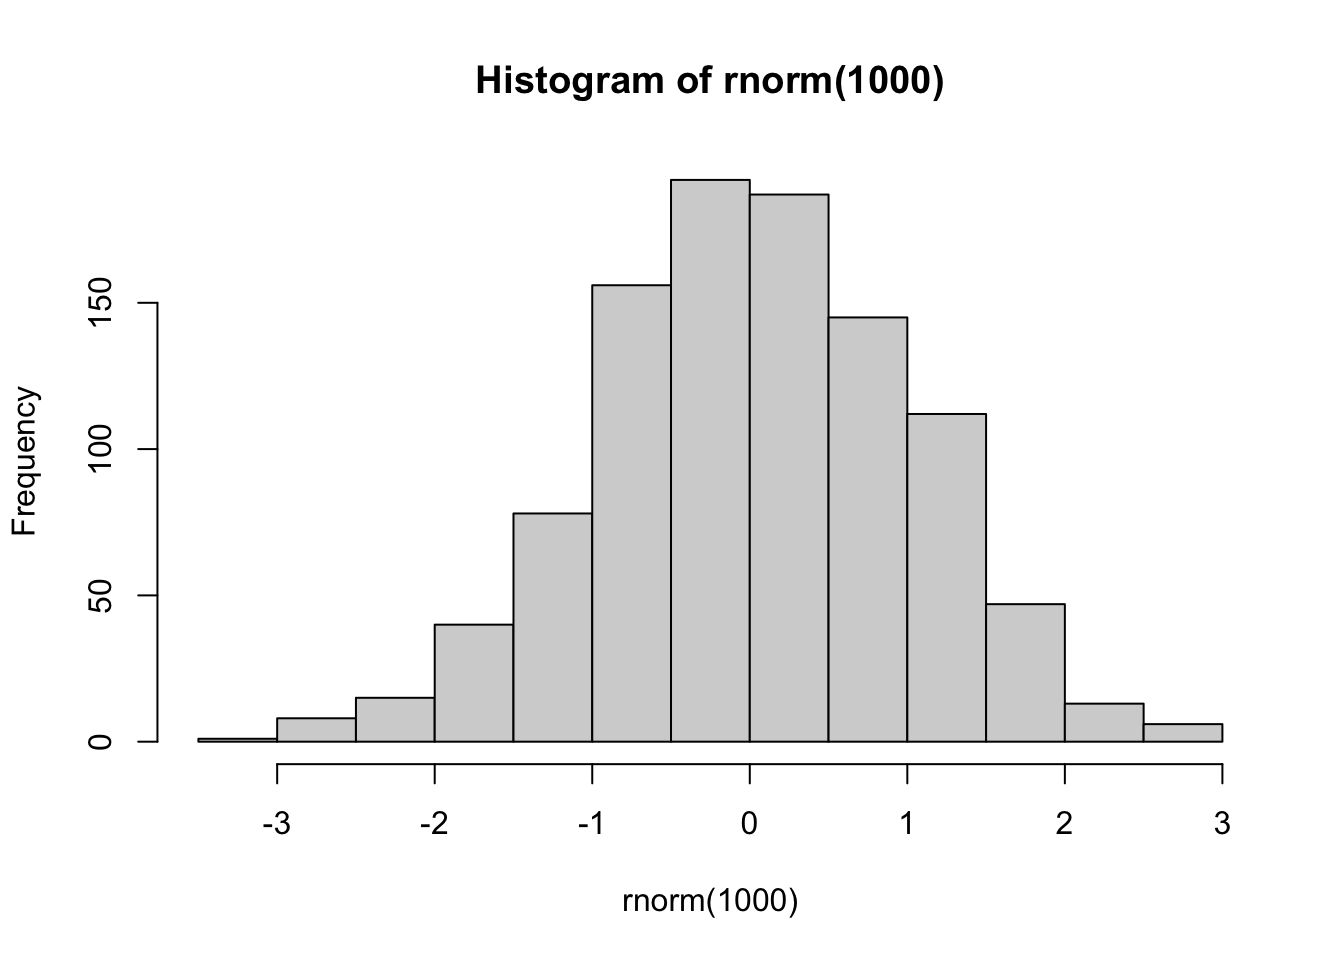 Histogram of rnorm(1000)
Frequency
150
100
50
0
-3 -2 -1 0 1 2 3
rnorm(1000)